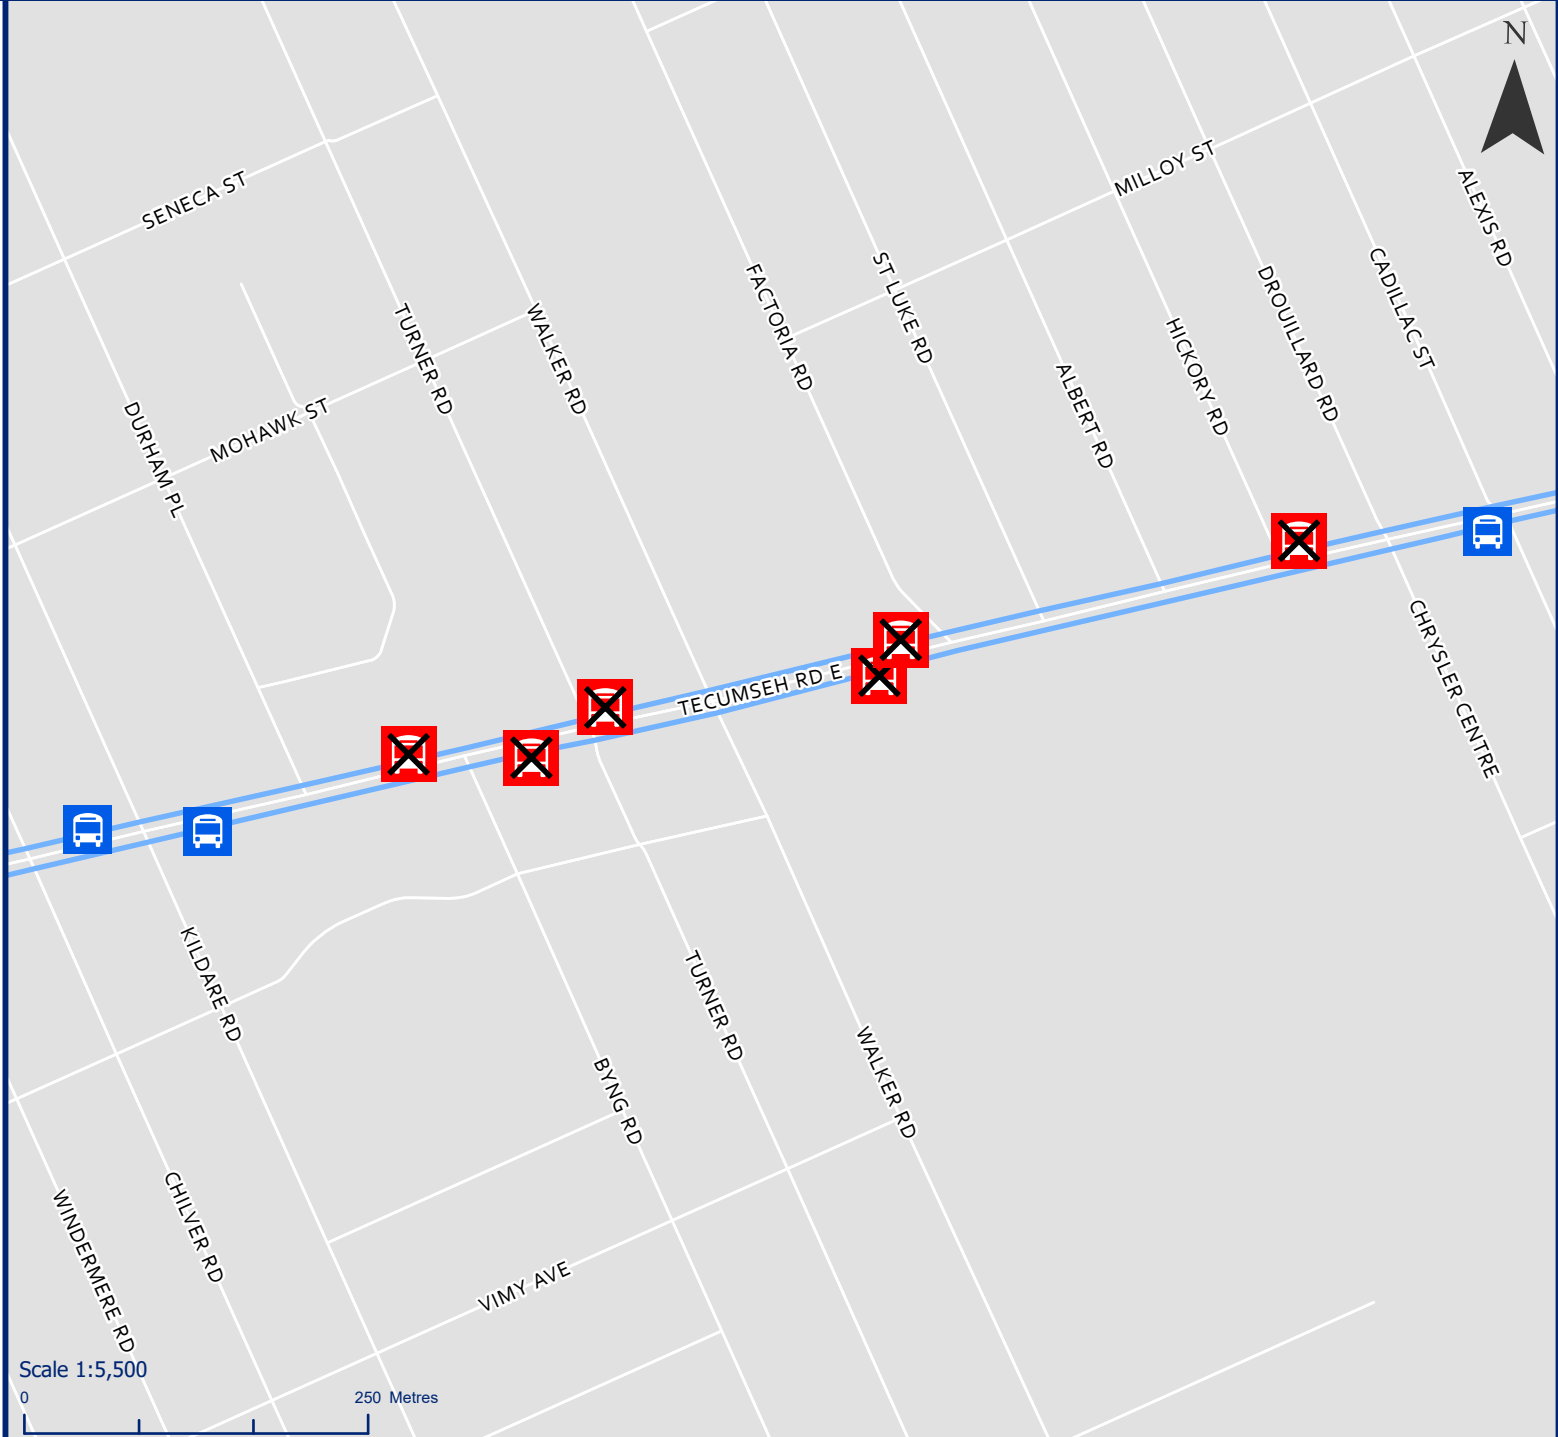 N
MILLOY ST
SENECA ST
ALEXIS RD
CADILLAC ST
ST LUKE RD
FACTORIA RD
DROUILLARD RD
TURNER RD
WALKER RD
HICKORY RD
ALBERT RD
MOHAWK ST
DURHAM PL
CHRYSLER CENTRE
TECUMSEH RD E
KILDARE RD
TURNER RD
WALKER RD
BYNG RD
CHILVER RD
WINDERMERE RD
VIMY AVE
Scale 1:5,500
0 250 Metres